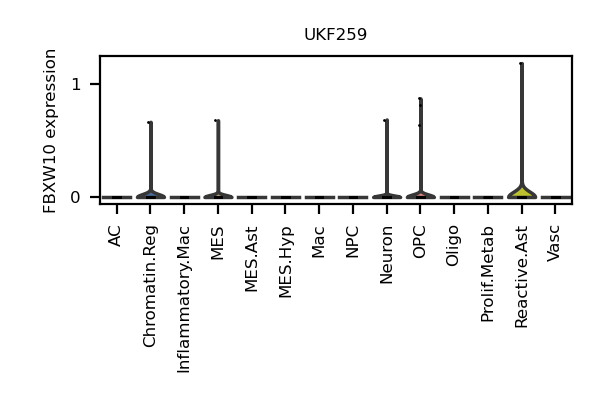 UKF259
FBXW10 expression
1
0
AC
Chromatin.Reg
Inflammatory.Mac
MES
MES.Ast
MES.Hyp
Mac
NPC
Neuron
OPC
Oligo
Prolif.Metab
Reactive.Ast
Vasc